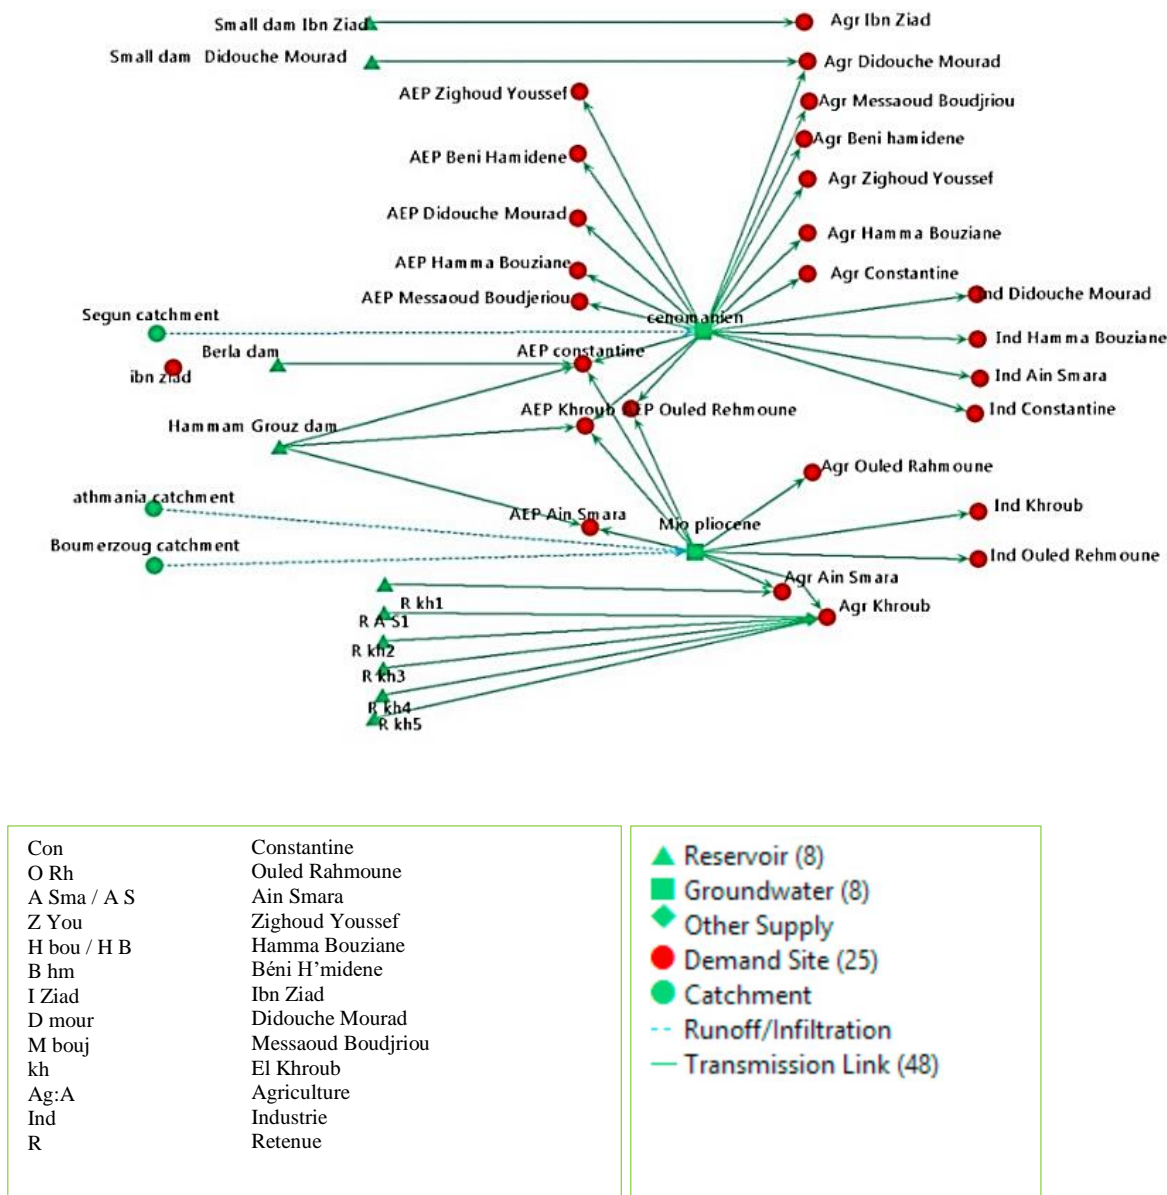 Small dam Ibn Ziad
Agr Ibn Ziad
Small dam Didouche Mourad
Agr Didouche Mourad
AEP Zighoud Youssef
Agr Messaoud Boudjriou
AEP Beni Hamidene
Agr Beni hamidene
Agr Zighoud Youssef
AEP Didouche Mourad
Agr Hamma Bouziane
AEP Hamma Bouziane
Agr Constantine
AEP Messaoud Boudjeriou
Ind Didouche Mourad
Segun catchment
cenomanien
Ind Hamma Bouziane
Berla dam
AEP constantine
ibn ziad
Ind Ain Smara
AEP Khroub
AEP Ouled Rehmoune
Ind Constantine
Hammam Grouz dam
Agr Ouled Rahmoune
athmania catchment
Ind Khroub
AEP Ain Smara
Mio pliocene
Boumerzoug catchment
Ind Ouled Rehmoune
Agr Ain Smara
R kh1
Agr Khroub
R A S1
R kh2
R kh3
R kh4
R kh5
Con Constantine
O Rh Ouled Rahmoune
A Sma / A S Ain Smara
Z You Zighoud Youssef
H bou / H B Hamma Bouziane
B hm Béni H’midene
I Ziad Ibn Ziad
D mour Didouche Mourad
M bouj Messaoud Boudjriou
kh El Khroub
Ag:A Agriculture
Ind Industrie
R Retenue
Reservoir (8)
Groundwater (8)
Other Supply
Demand Site (25)
Catchment
Runoff/Infiltration
Transmission Link (48)